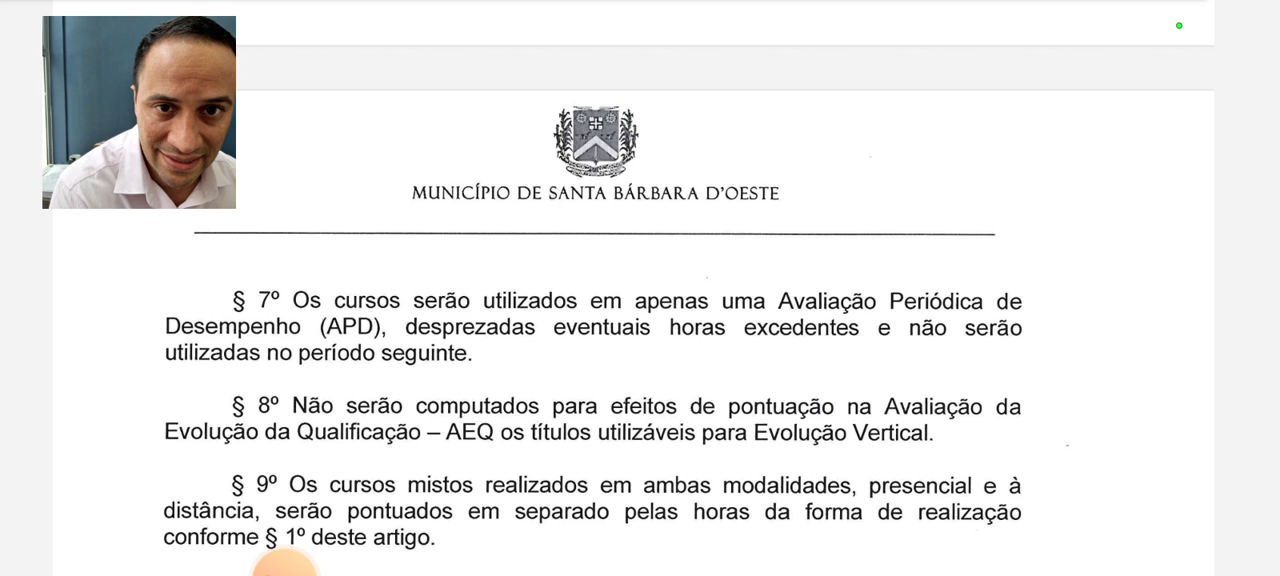 MUNICÍPIO DE SANTA BÁRBARA D'OESTE
§ 7º Os cursos serão utilizados em apenas uma Avaliação Periódica de
Desempenho (APD), desprezadas eventuais horas excedentes e não serão
utilizadas no período seguinte.
§ 8º Não serão computados para efeitos de pontuação na Avaliação da
Evolução da Qualificação – AEQ os títulos utilizáveis para Evolução Vertical.
§ 9º Os cursos mistos realizados em ambas modalidades, presencial e à
distância, serão pontuados em separado pelas horas da forma de realização
conforme § 1º deste artigo.